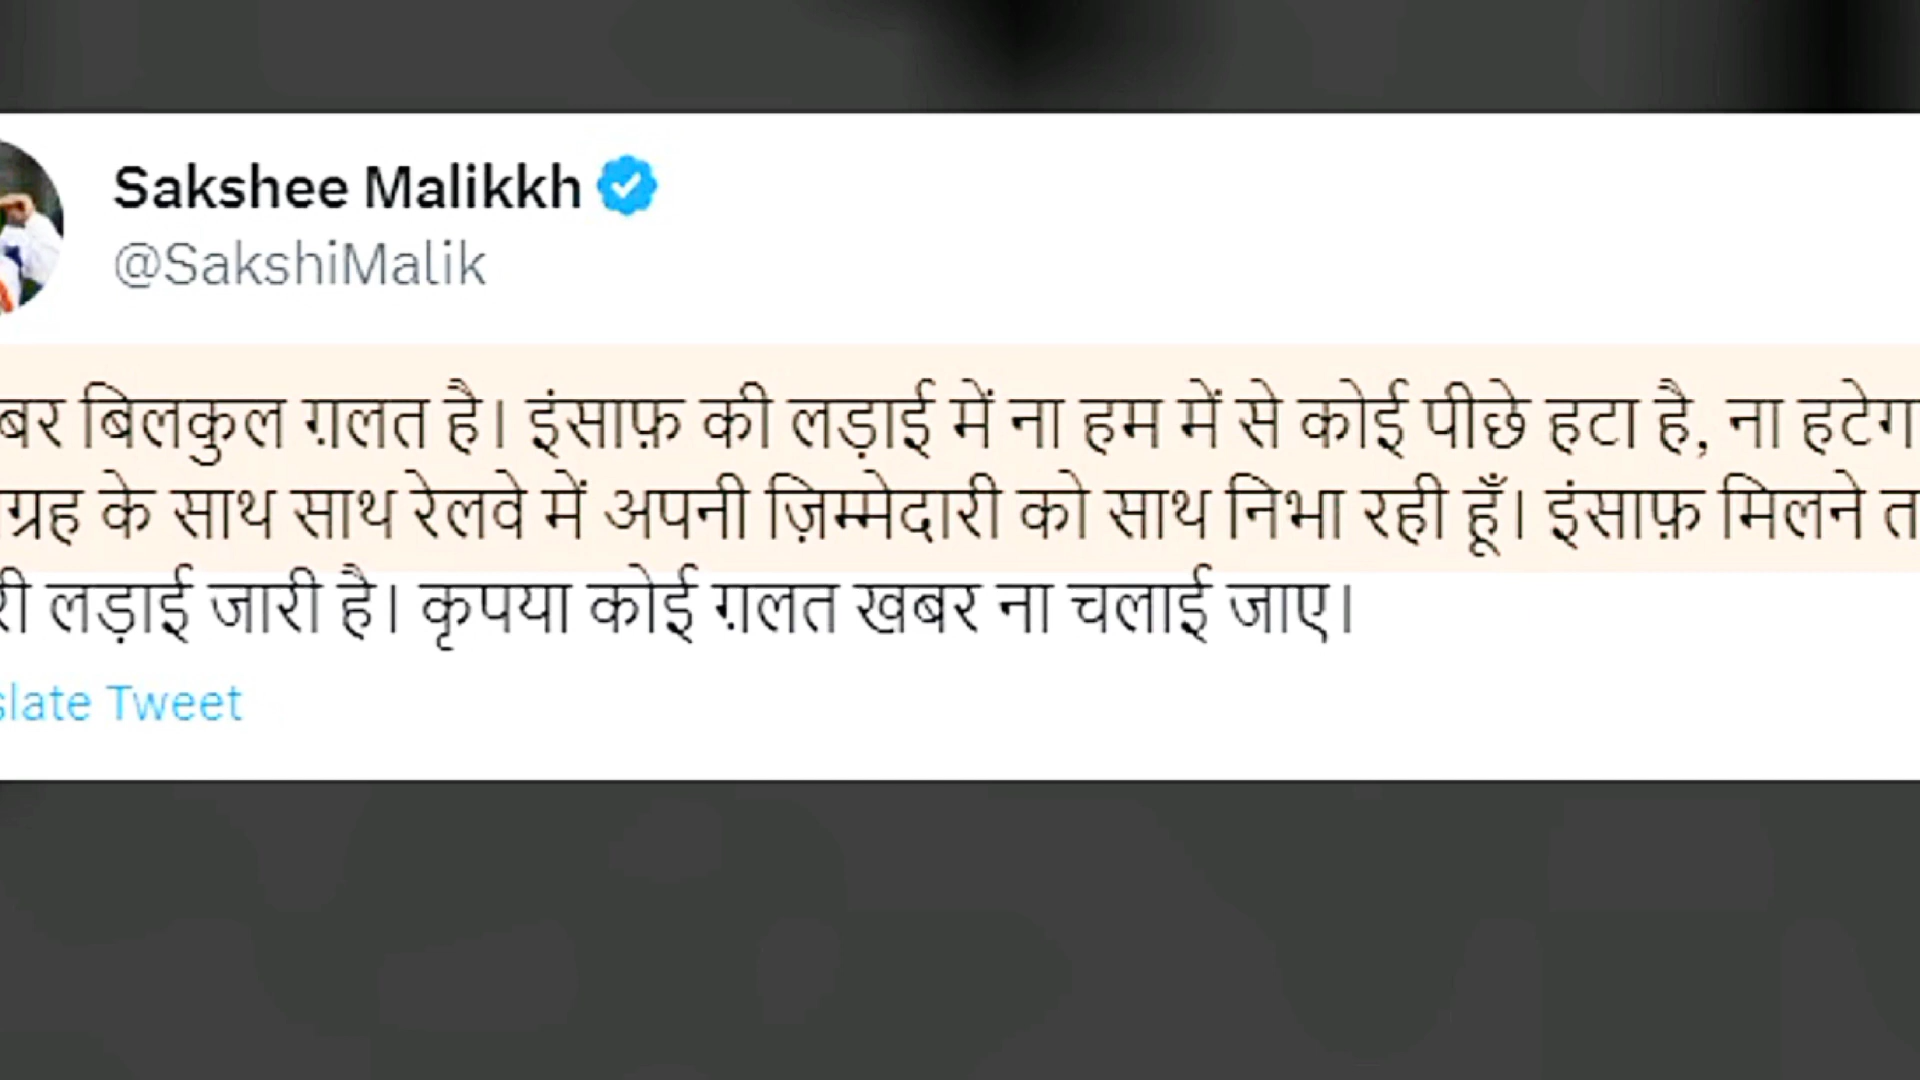 Sakshee Malikkh
@SakshiMalik
बर बिलकुल ग़लत है। इंसाफ़ की लड़ाई में ना हम में से कोई पीछे हटा है, ना हटेग
ग्रह के साथ साथ रेलवे में अपनी ज़िम्मेदारी को साथ निभा रही हूँ। इंसाफ़ मिलने त
री लड़ाई जारी है। कृपया कोई ग़लत खबर ना चलाई जाए।
slate Tweet